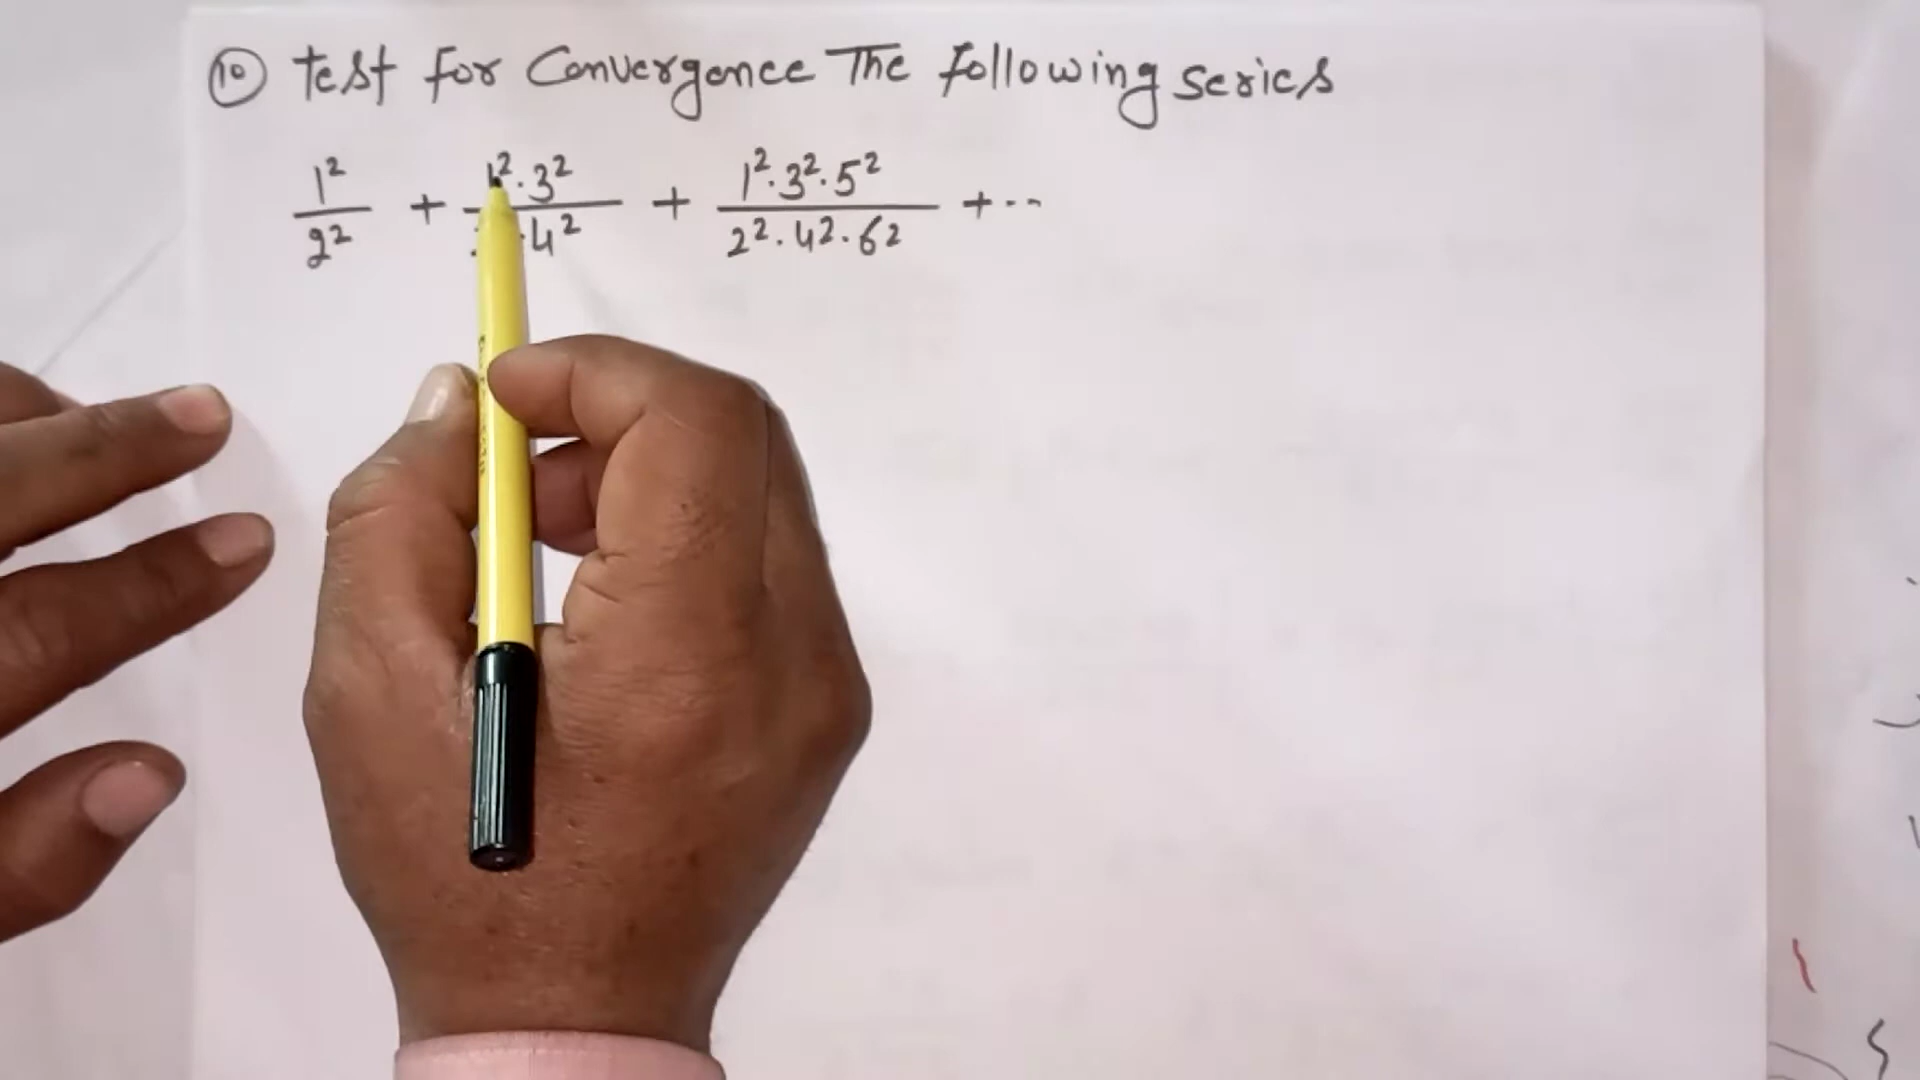 10 Test for Convergence The following series
1²/2² + 1²·3²/ ·4² + 1²·3²·5²/2²·4²·6² + --